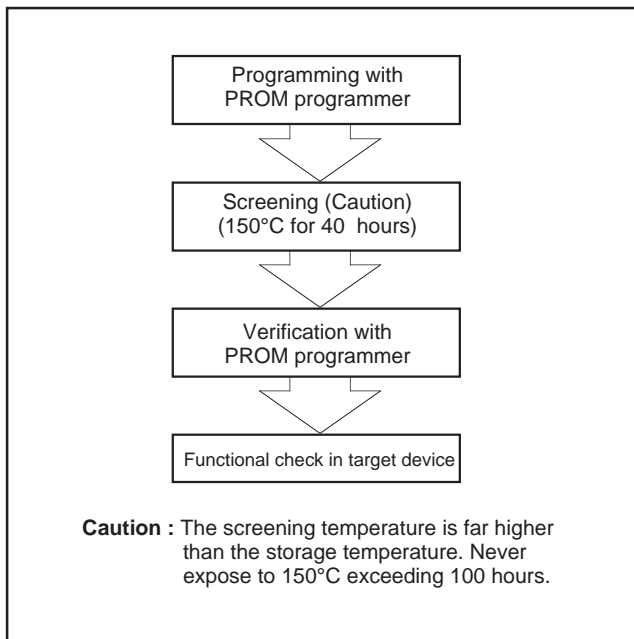 Programming with
PROM programmer
Screening (Caution)
(150°C for 40 hours)
Verification with
PROM programmer
Functional check in target device
Caution : The screening temperature is far higher
than the storage temperature. Never
expose to 150°C exceeding 100 hours.